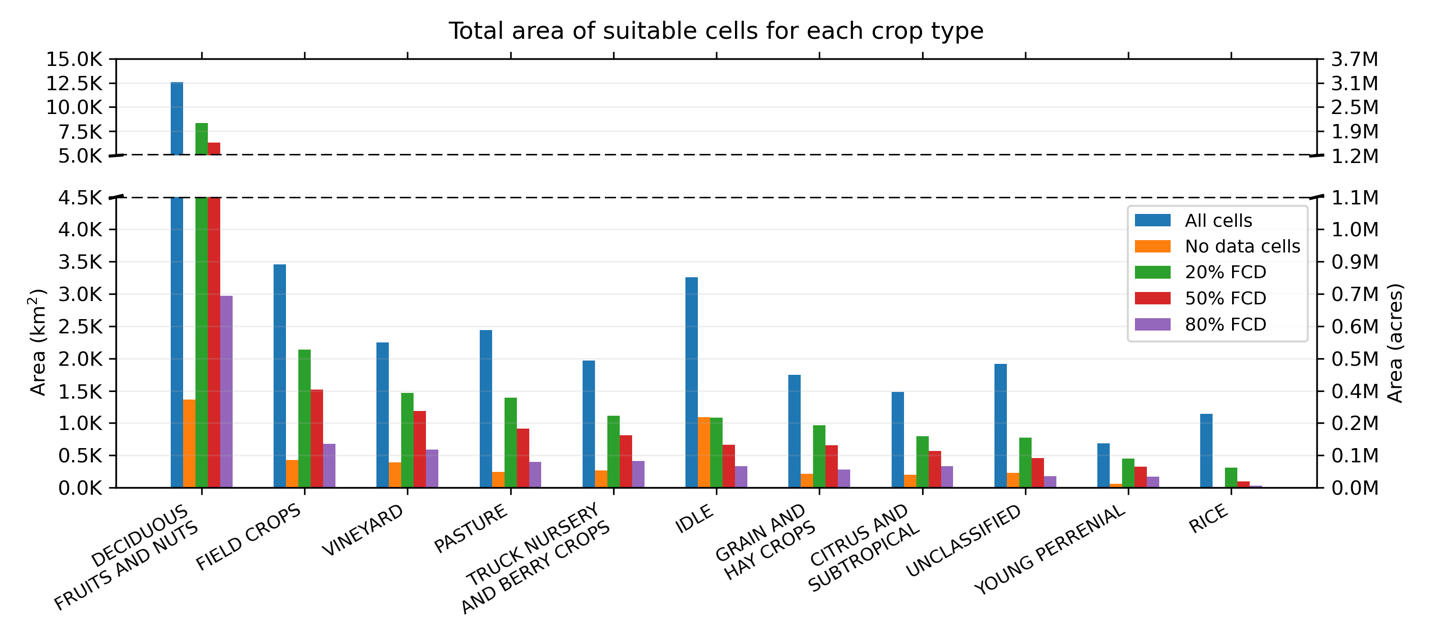 Total area of suitable cells for each crop type
15.0K
12.5K
10.0K
7.5K
5.0K
3.7M
3.1M
2.5M
1.9M
1.2M
4.5K
4.0K
3.5K
3.0K
2.5K
2.0K
1.5K
1.0K
0.5K
0.0K
Area (km²)
1.1M
1.0M
0.9M
0.7M
0.6M
0.5M
0.4M
0.2M
0.1M
0.0M
Area (acres)
All cells
No data cells
20% FCD
50% FCD
80% FCD
DECIDUOUS
FRUITS AND NUTS
FIELD CROPS
VINEYARD
PASTURE
TRUCK NURSERY
AND BERRY CROPS
IDLE
GRAIN AND
HAY CROPS
CITRUS AND
SUBTROPICAL
UNCLASSIFIED
YOUNG PERRENIAL
RICE